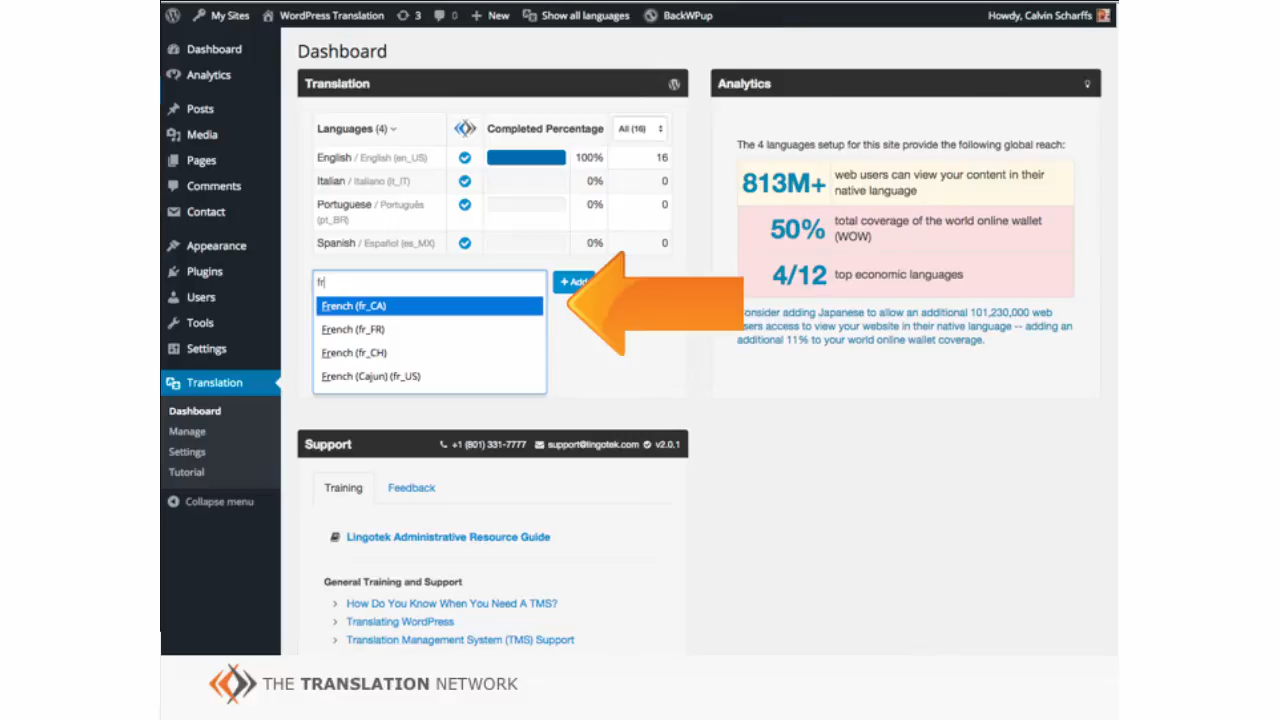 My Sites WordPress Translation 3 0 New Show all languages BackWPup Howdy, Calvin Scharffs
Dashboard
Analytics
Posts
Media
Pages
Comments
Contact
Appearance
Plugins
Users
Tools
Settings
Translation
Dashboard
Manage
Settings
Tutorial
Collapse menu
Dashboard
Translation
Languages (4) Completed Percentage All (16)
English / English (en_US) 100% 16
Italian / Italiano (it_IT) 0% 0
Portuguese / Português 0% 0
(pt_BR)
Spanish / Español (es_MX) 0% 0
fr + Add
French (fr_CA)
French (fr_FR)
French (fr_CH)
French (Cajun) (fr_US)
Analytics
The 4 languages setup for this site provide the following global reach:
813M+ web users can view your content in their
native language
50% total coverage of the world online wallet
(WOW)
4/12 top economic languages
Consider adding Japanese to allow an additional 101,230,000 web
users access to view your website in their native language -- adding an
additional 11% to your world online wallet coverage.
Support +1 (801) 331-7777 support@lingotek.com v2.0.1
Training Feedback
Lingotek Administrative Resource Guide
General Training and Support
How Do You Know When You Need A TMS?
Translating WordPress
Translation Management System (TMS) Support
THE TRANSLATION NETWORK